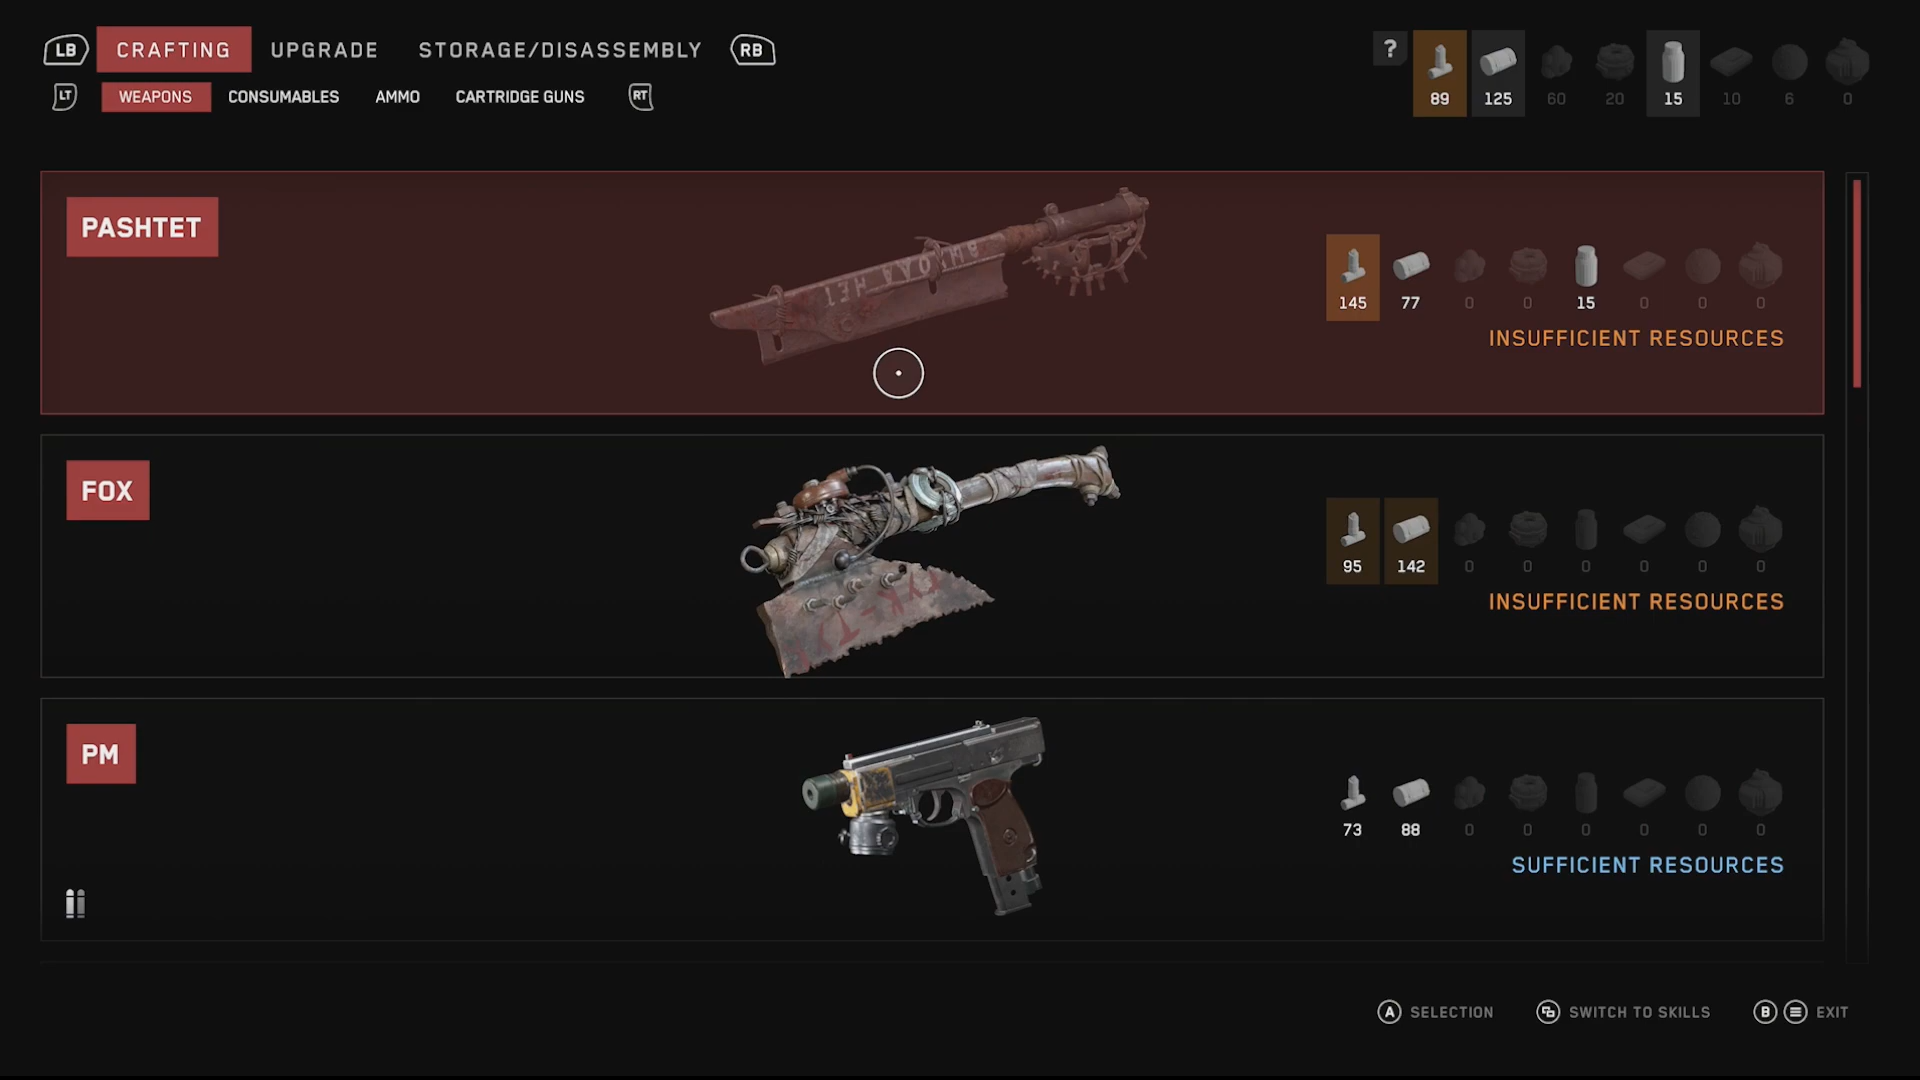 LB CRAFTING UPGRADE STORAGE/DISASSEMBLY RB
LT WEAPONS CONSUMABLES AMMO CARTRIDGE GUNS RT
?
89 125 60 20 15 10 6 0
PASHTET
145 77 0 0 15 0 0 0
INSUFFICIENT RESOURCES
FOX
95 142 0 0 0 0 0 0
INSUFFICIENT RESOURCES
PM
73 88 0 0 0 0 0 0
SUFFICIENT RESOURCES
A SELECTION SWITCH TO SKILLS B EXIT